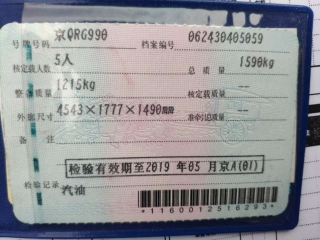 号牌号码 京QRG990 档案编号 062430405059
核定载人数 5人 总质量 1590kg
整备质量 1215kg 核定载质量
外廓尺寸 4543×1777×1490mm 准牵引总质量
备注
检验有效期至2019年05月京A(01)
检验记录 汽油
*1160012516293*